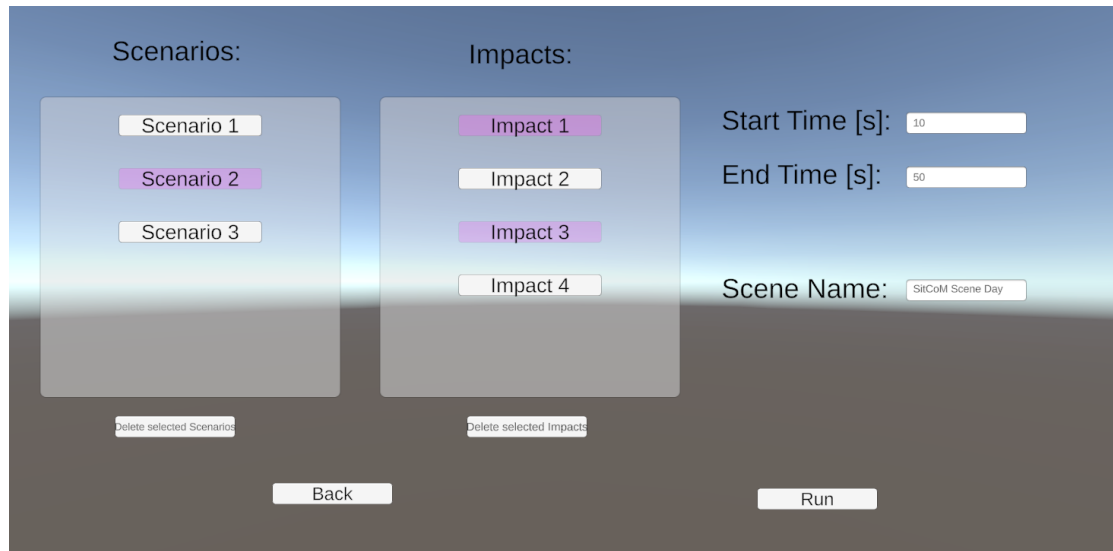 Scenarios:
Scenario 1
Scenario 2
Scenario 3
Delete selected Scenarios
Impacts:
Impact 1
Impact 2
Impact 3
Impact 4
Delete selected Impacts
Start Time [s]: 10
End Time [s]: 50
Scene Name: SitCoM Scene Day
Back
Run